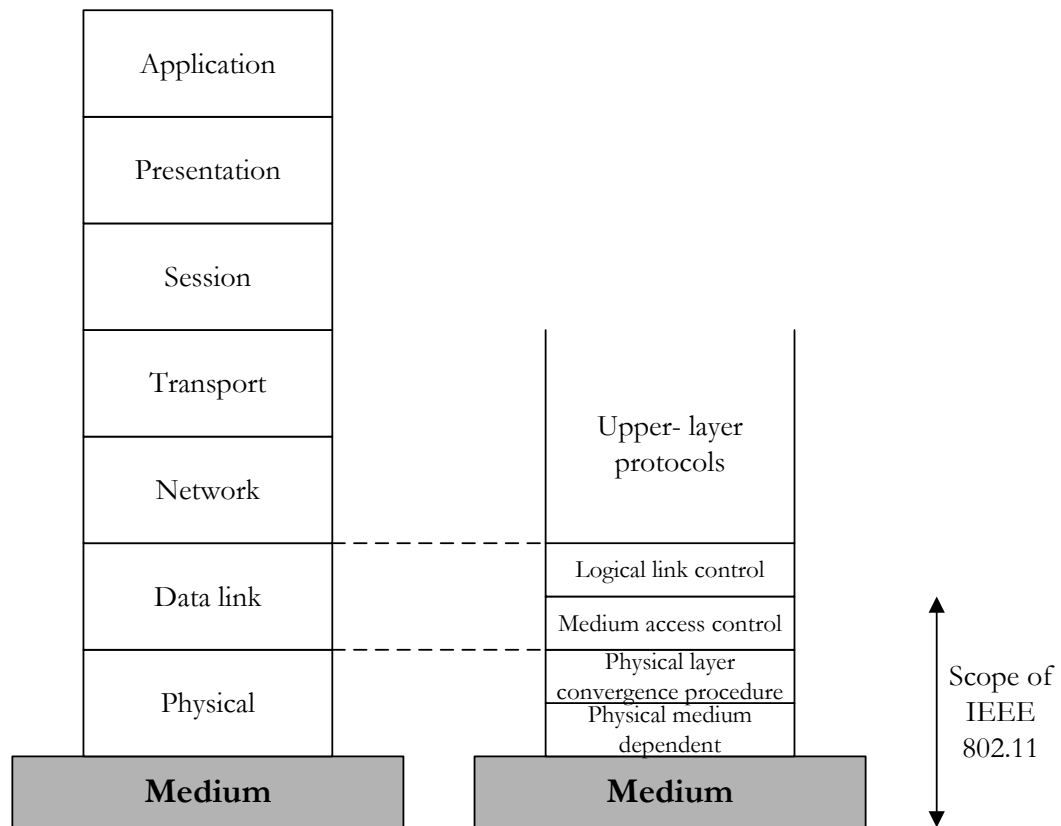 Application
Presentation
Session
Transport
Network
Data link
Physical
Medium
Upper- layer
protocols
Logical link control
Medium access control
Physical layer
convergence procedure
Physical medium
dependent
Medium
Scope of
IEEE
802.11